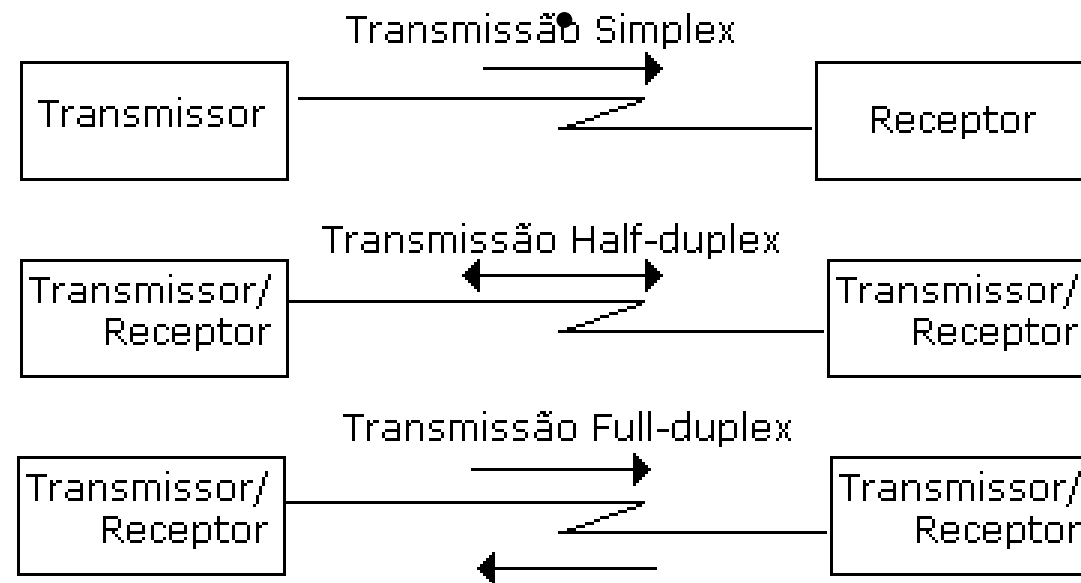 Transmissão Simplex
Transmissor
Receptor
Transmissão Half-duplex
Transmissor/
Receptor
Transmissor/
Receptor
Transmissão Full-duplex
Transmissor/
Receptor
Transmissor/
Receptor